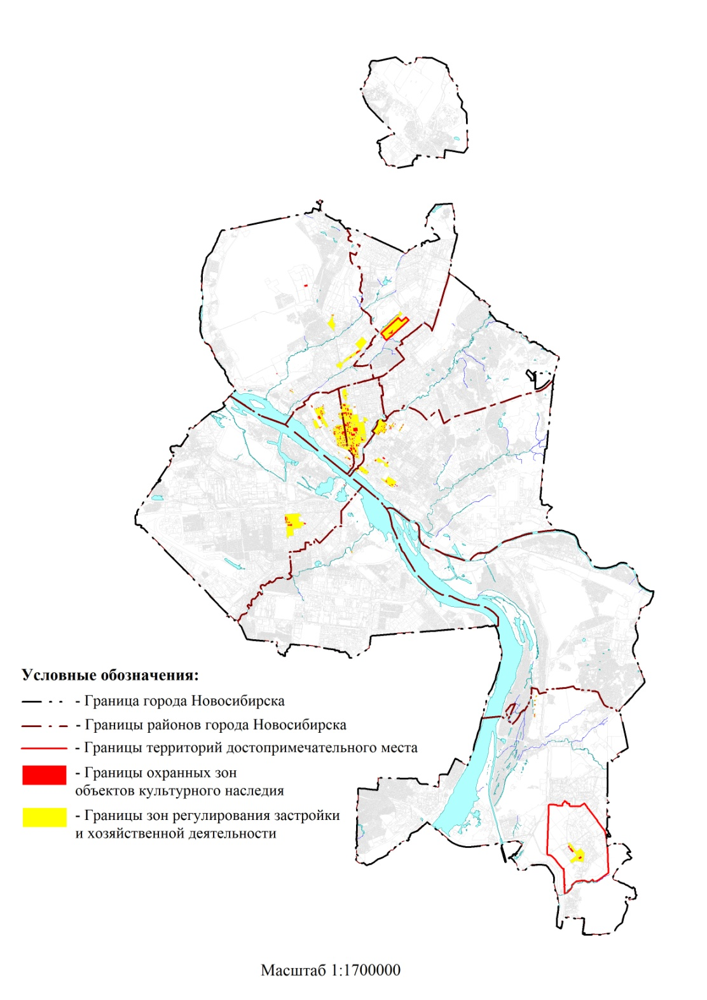 Условные обозначения:
- Граница города Новосибирска
- Границы районов города Новосибирска
- Границы территорий достопримечательного места
- Границы охранных зон
объектов культурного наследия
- Границы зон регулирования застройки
и хозяйственной деятельности
Масштаб 1:1700000